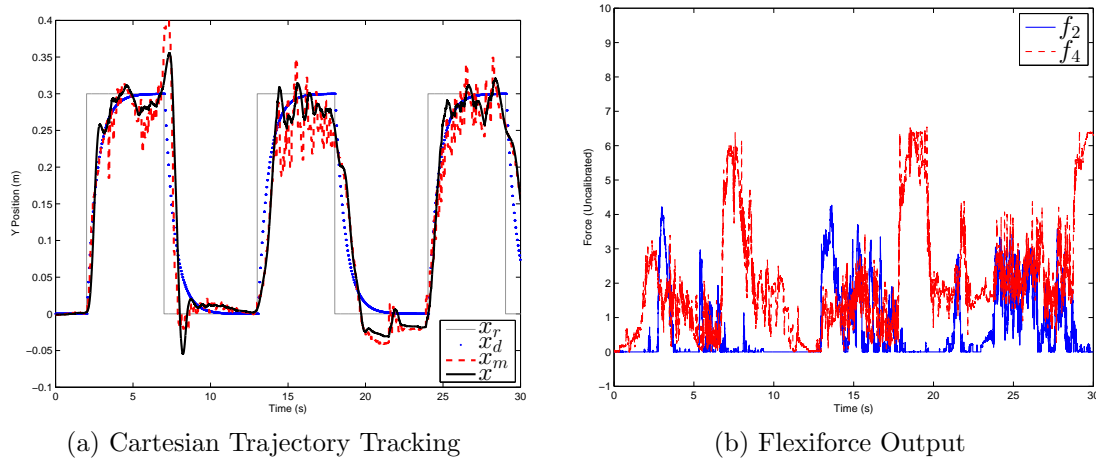 0.4
0.35
0.3
0.25
0.2
0.15
0.1
0.05
0
−0.05
−0.1
Y Position (m)
0 5 10 15 20 25 30
Time (s)
x_r
x_d
x_m
x
(a) Cartesian Trajectory Tracking
10
9
8
7
6
5
4
3
2
1
0
−1
Force (Uncalibrated)
0 5 10 15 20 25 30
Time (s)
f_2
f_4
(b) Flexiforce Output